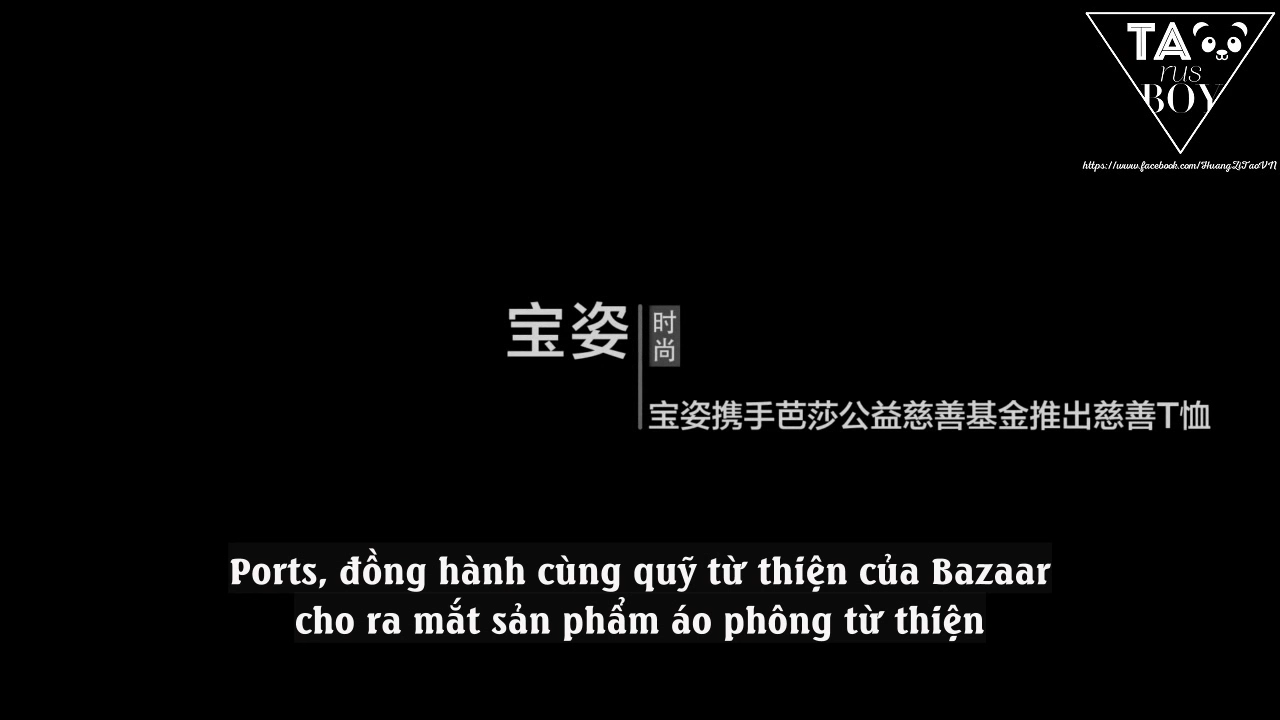 TAO
rus
BOY
https://www.facebook.com/HuangZiTaoVN
宝姿
时尚
宝姿携手芭莎公益慈善基金推出慈善T恤
Ports, đồng hành cùng quỹ từ thiện của Bazaar
cho ra mắt sản phẩm áo phông từ thiện